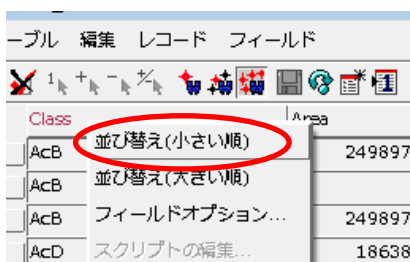 ーブル 編集 レコード フィールド
Class Area
AcB 並び替え(小さい順) 249897
AcB 並び替え(大きい順)
AcB フィールドオプション... 249897
AcD スクリプトの編集... 18638